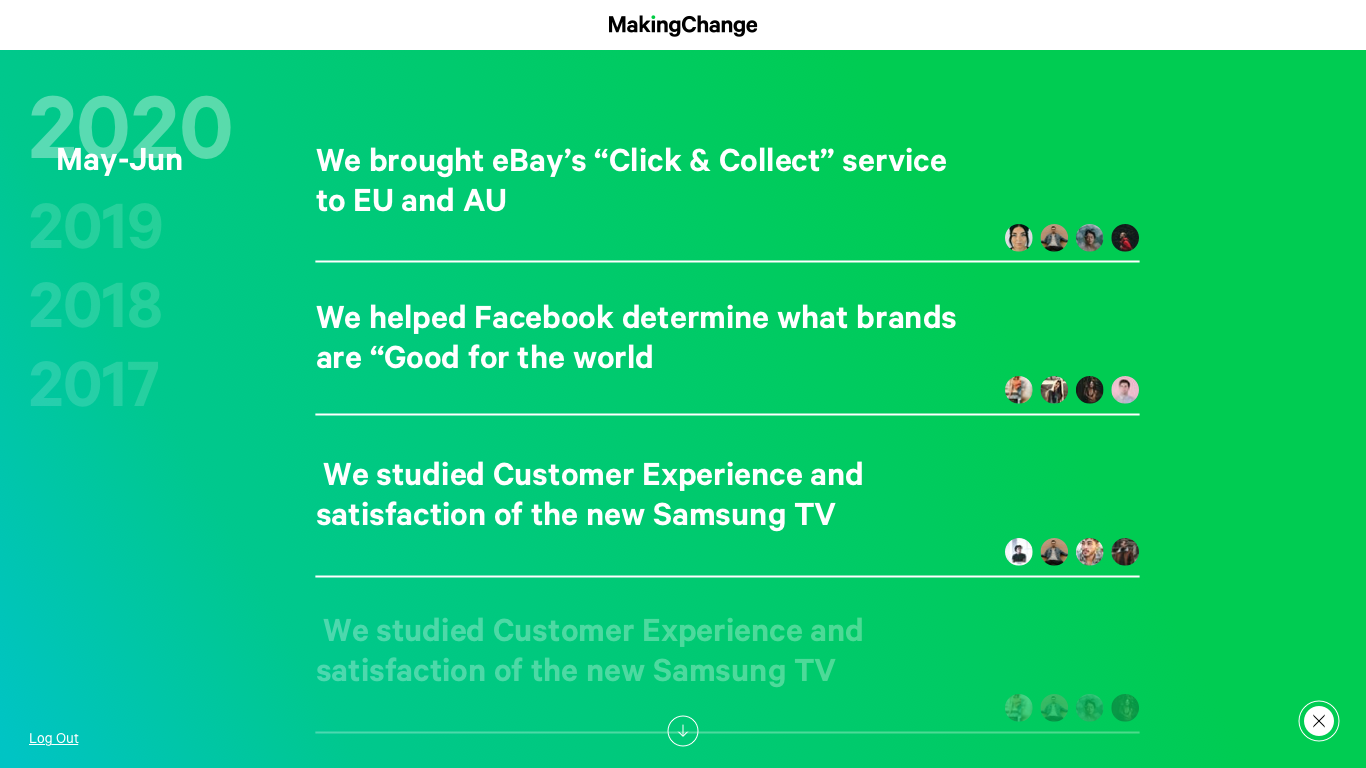 MakingChange
2020
May-Jun
2019
2018
2017
We brought eBay’s “Click & Collect” service
to EU and AU
We helped Facebook determine what brands
are “Good for the world
We studied Customer Experience and
satisfaction of the new Samsung TV
We studied Customer Experience and
satisfaction of the new Samsung TV
Log Out